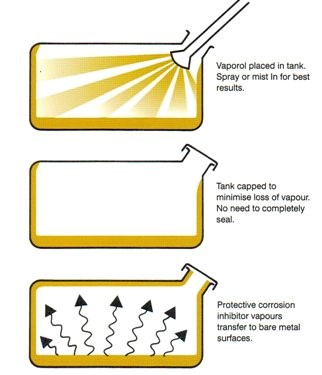 Vaporol placed in tank.
Spray or mist In for best
results.
Tank capped to
minimise loss of vapour.
No need to completely
seal.
Protective corrosion
inhibitor vapours
transfer to bare metal
surfaces.